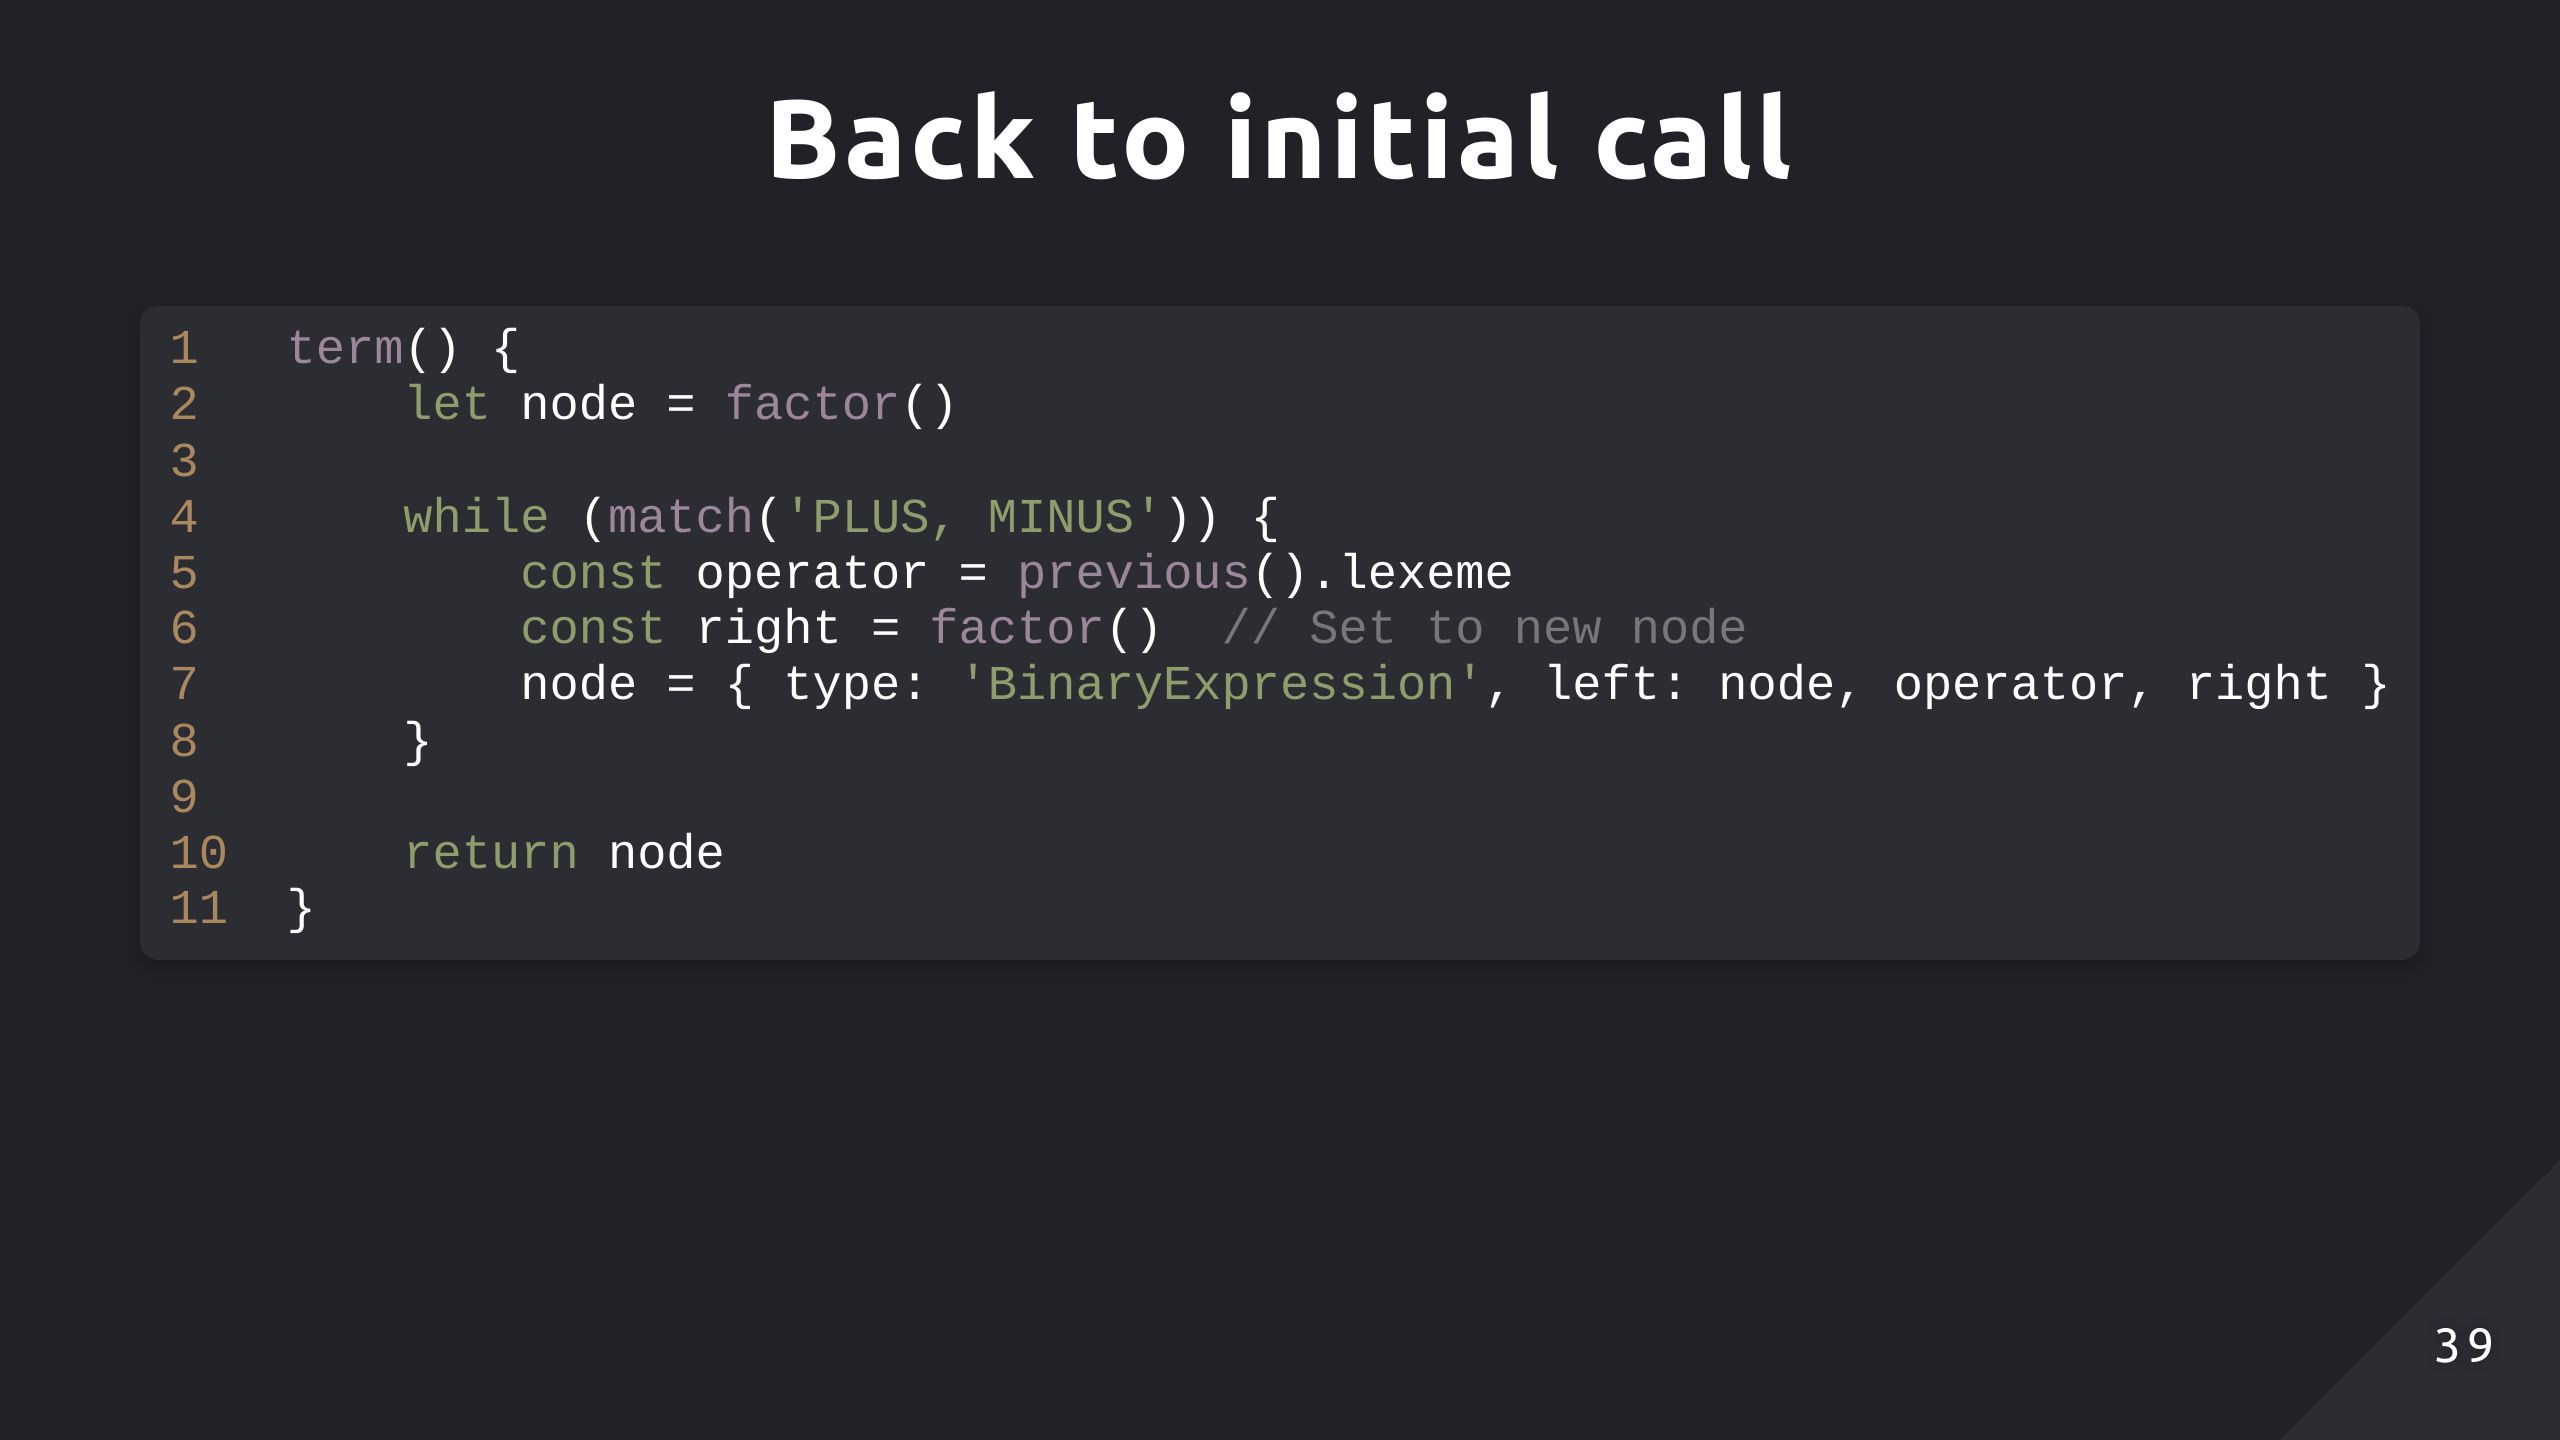 Back to initial call
1   term() {
2       let node = factor()
3
4       while (match('PLUS, MINUS')) {
5           const operator = previous().lexeme
6           const right = factor()  // Set to new node
7           node = { type: 'BinaryExpression', left: node, operator, right }
8       }
9
10      return node
11  }
39